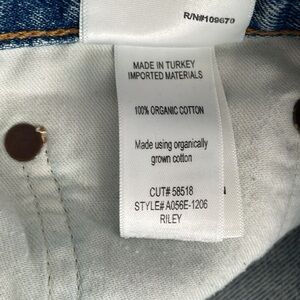 R/N#109670
MADE IN TURKEY
IMPORTED MATERIALS
100% ORGANIC COTTON
Made using organically
grown cotton
CUT# 58518
STYLE# A056E-1206
RILEY